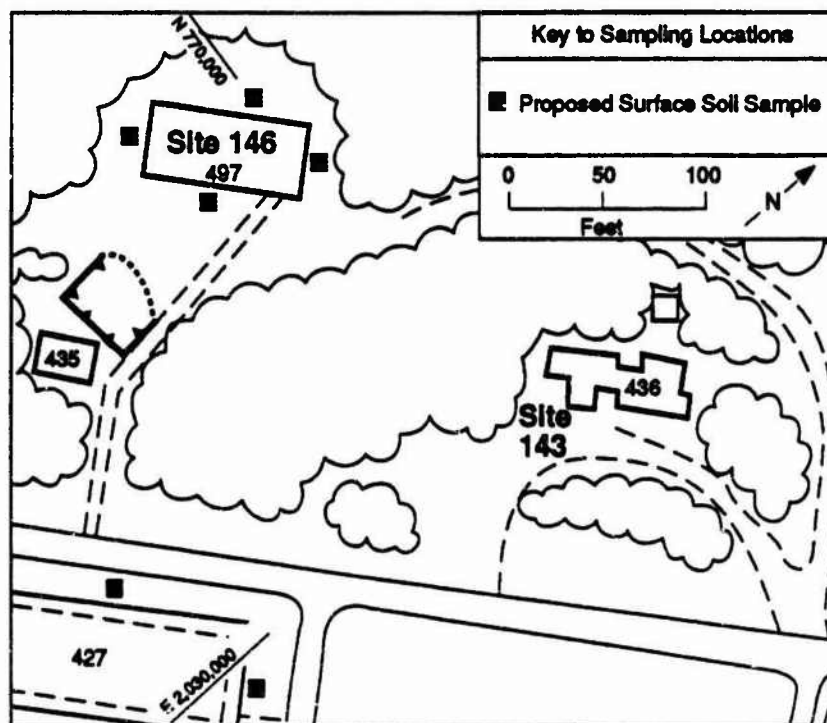 N 770,000
Key to Sampling Locations
Proposed Surface Soil Sample
0 50 100
Feet
N
Site 146
497
435
436
Site
143
427
E 2,030,000